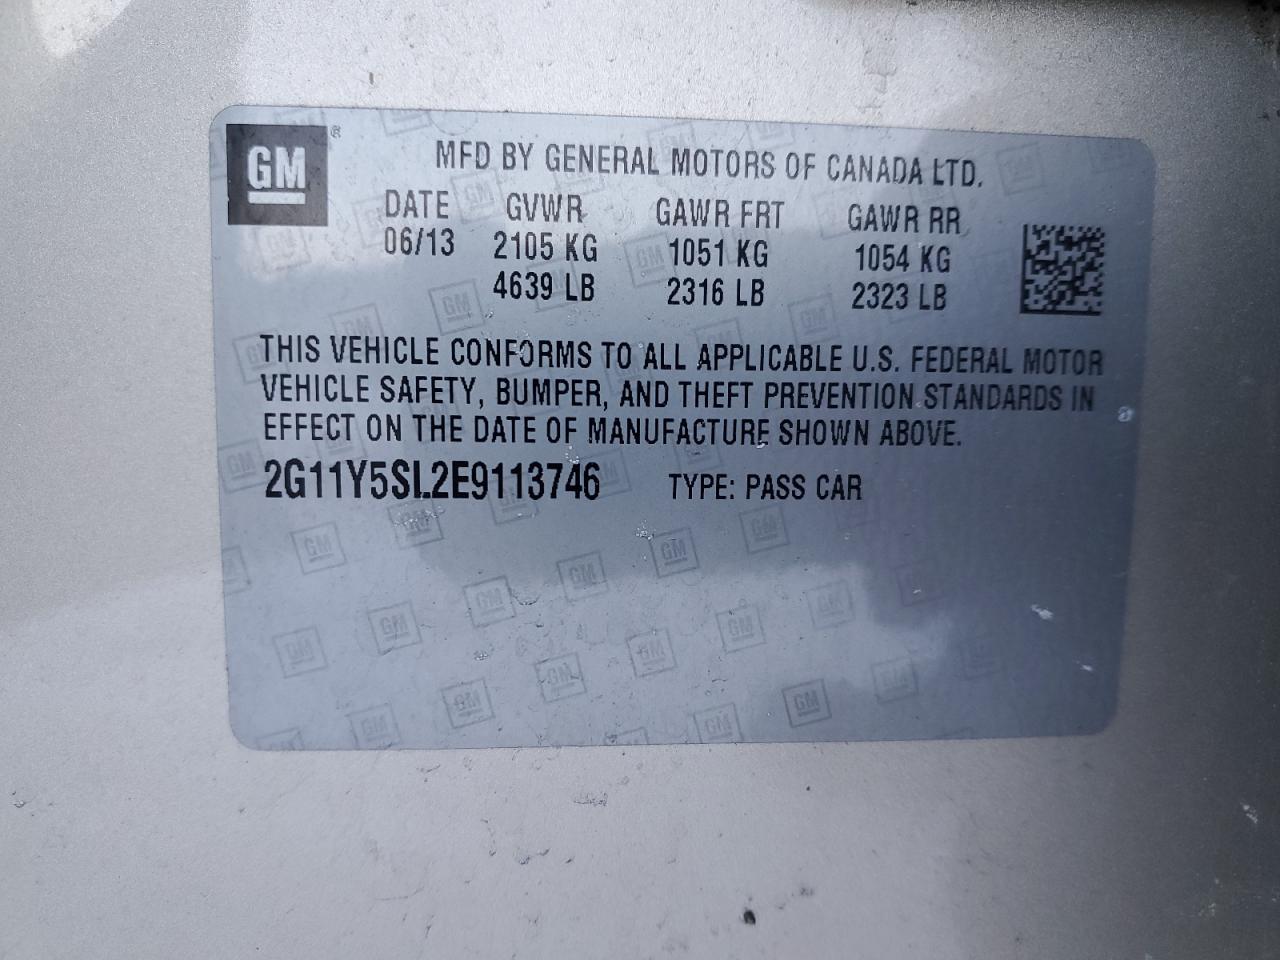 GM ®
MFD BY GENERAL MOTORS OF CANADA LTD.
DATE GVWR GAWR FRT GAWR RR
06/13 2105 KG 1051 KG 1054 KG
4639 LB 2316 LB 2323 LB
THIS VEHICLE CONFORMS TO ALL APPLICABLE U.S. FEDERAL MOTOR
VEHICLE SAFETY, BUMPER, AND THEFT PREVENTION STANDARDS IN
EFFECT ON THE DATE OF MANUFACTURE SHOWN ABOVE.
2G11Y5SL2E9113746 TYPE: PASS CAR